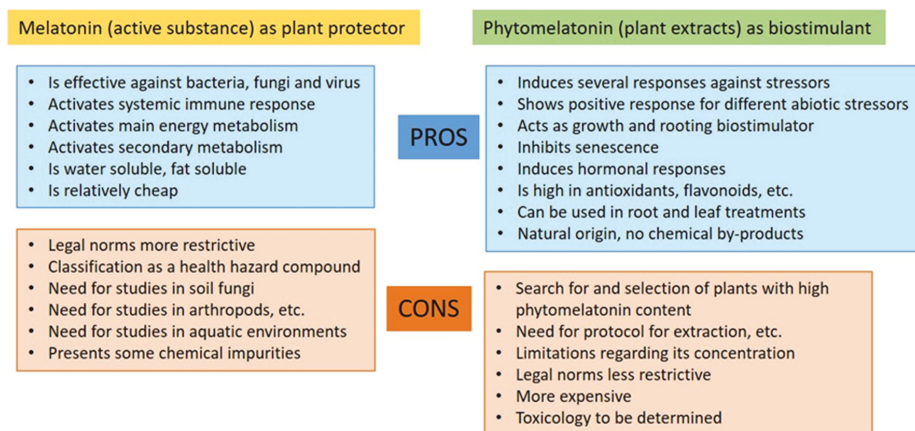 Melatonin (active substance) as plant protector
• Is effective against bacteria, fungi and virus
• Activates systemic immune response
• Activates main energy metabolism
• Activates secondary metabolism
• Is water soluble, fat soluble
• Is relatively cheap
PROS
Phytomelatonin (plant extracts) as biostimulant
• Induces several responses against stressors
• Shows positive response for different abiotic stressors
• Acts as growth and rooting biostimulator
• Inhibits senescence
• Induces hormonal responses
• Is high in antioxidants, flavonoids, etc.
• Can be used in root and leaf treatments
• Natural origin, no chemical by-products
• Legal norms more restrictive
• Classification as a health hazard compound
• Need for studies in soil fungi
• Need for studies in arthropods, etc.
• Need for studies in aquatic environments
• Presents some chemical impurities
CONS
• Search for and selection of plants with high
phytomelatonin content
• Need for protocol for extraction, etc.
• Limitations regarding its concentration
• Legal norms less restrictive
• More expensive
• Toxicology to be determined